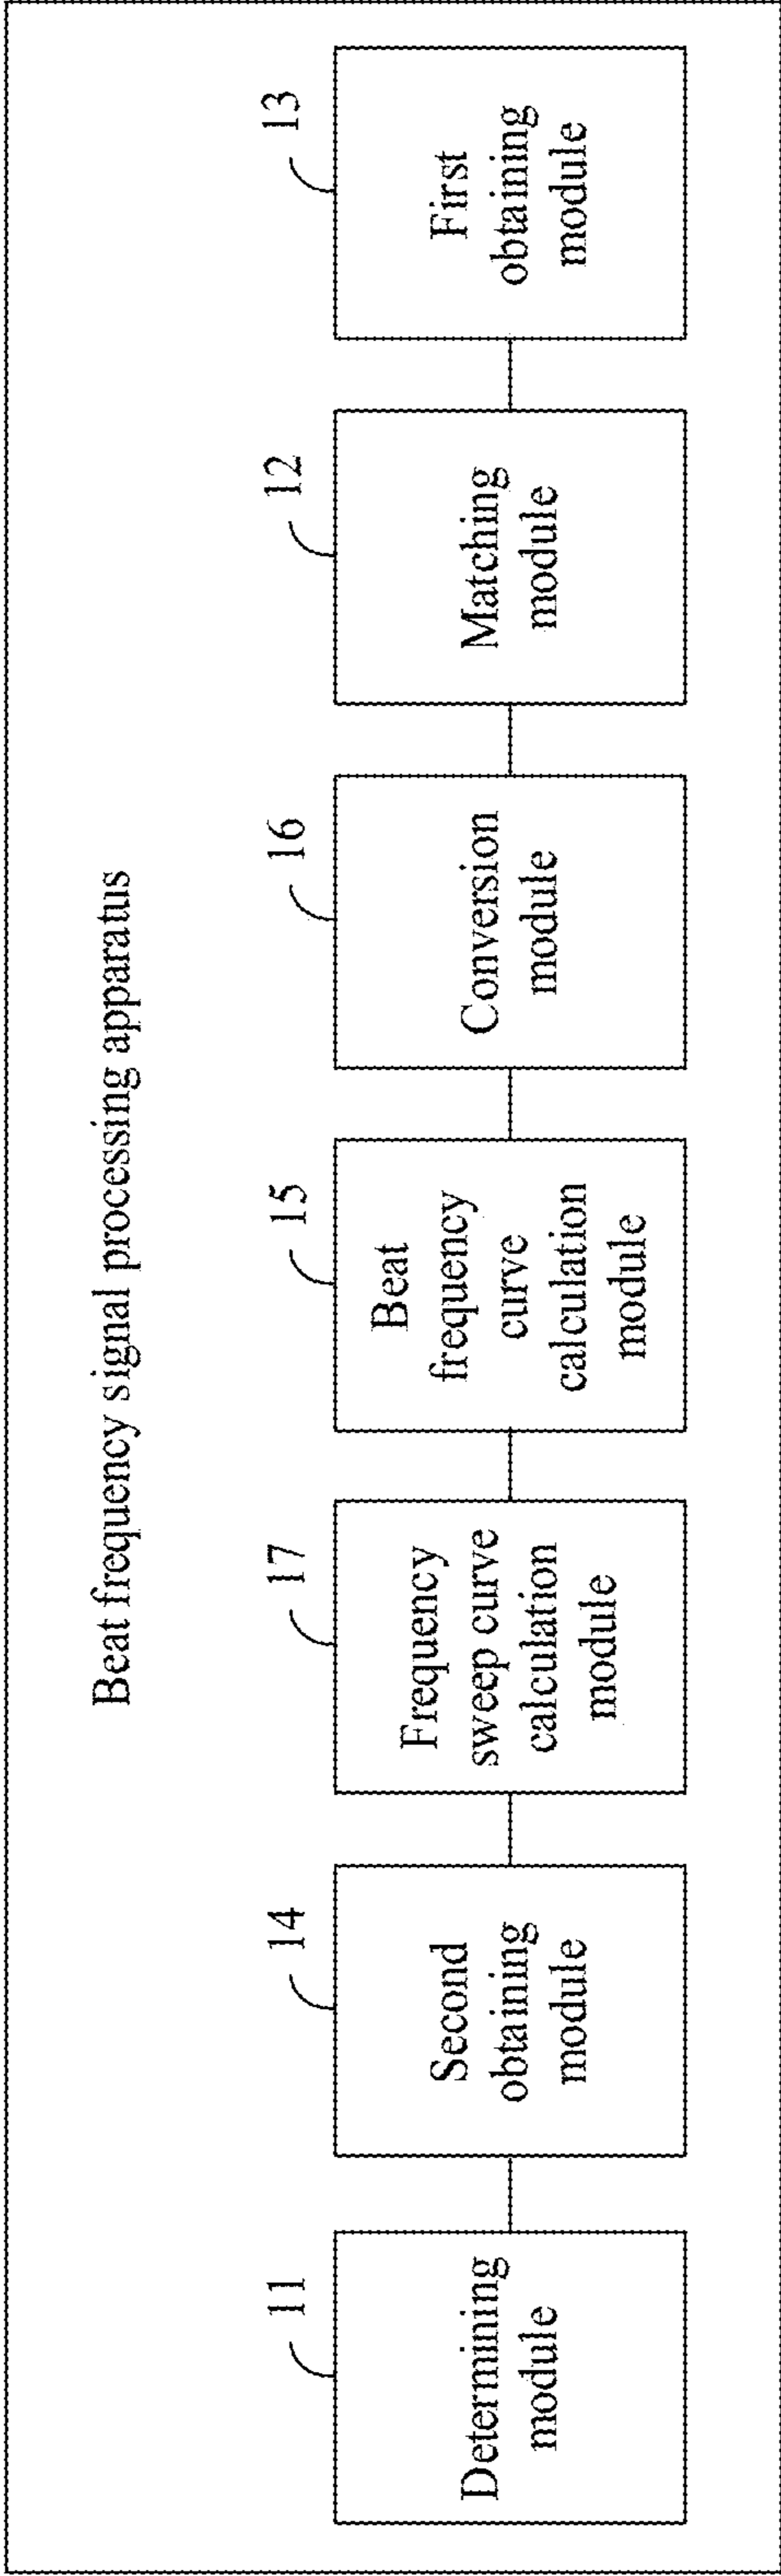 Beat frequency signal processing apparatus
11
Determining
module
14
Second
obtaining
module
17
Frequency
sweep curve
calculation
module
15
Beat
frequency
curve
calculation
module
16
Conversion
module
12
Matching
module
13
First
obtaining
module